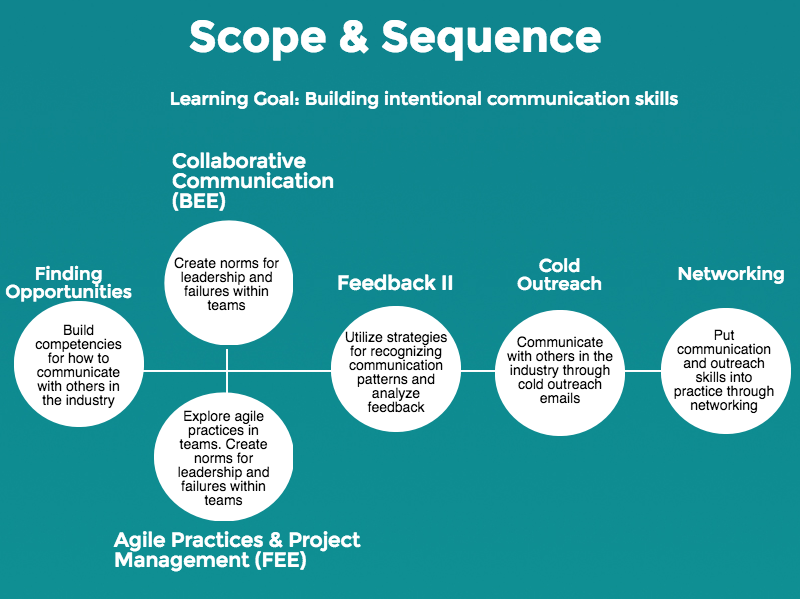 Scope & Sequence
Learning Goal: Building intentional communication skills
Finding
Opportunities
Build
competencies
for how to
communicate
with others in
the industry
Collaborative
Communication
(BEE)
Create norms for
leadership and
failures within
teams
Explore agile
practices in
teams. Create
norms for
leadership and
failures within
teams
Agile Practices & Project
Management (FEE)
Feedback II
Utilize strategies
for recognizing
communication
patterns and
analyze
feedback
Cold
Outreach
Communicate
with others in the
industry through
cold outreach
emails
Networking
Put
communication
and outreach
skills into
practice through
networking